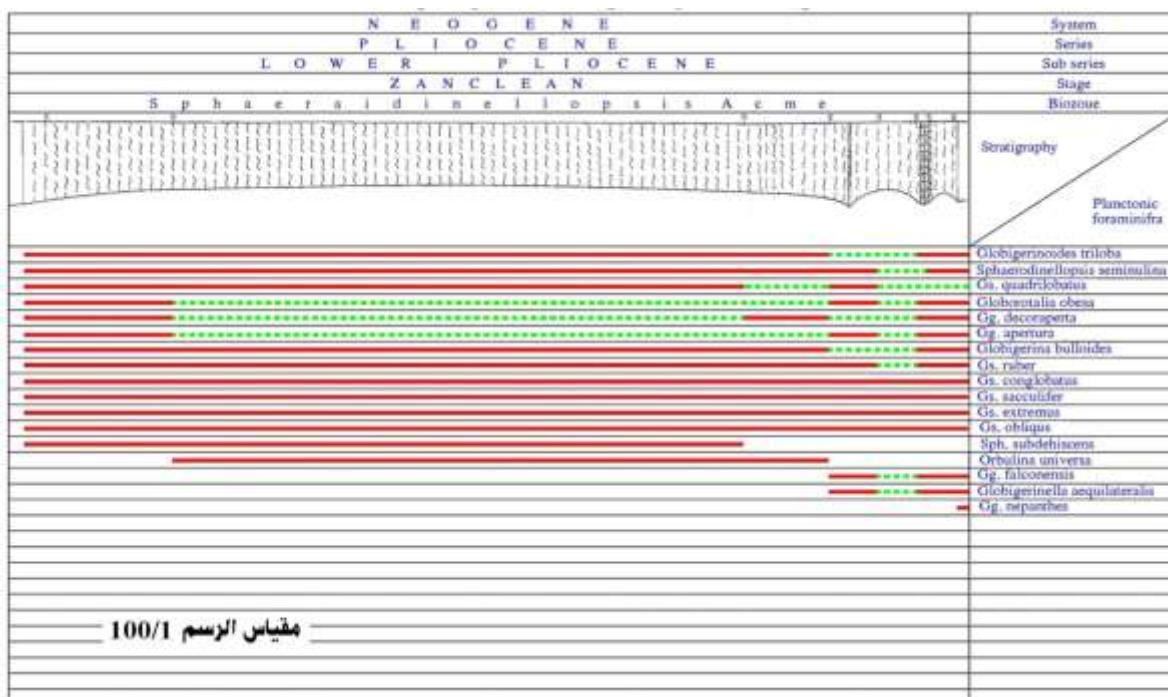 N E O G E N E System
P L I O C E N E Series
L O W E R P L I O C E N E Sub series
Z A N C L E A N Stage
S p h a e r a i d i n e l l o p s i s A c m e Biozoue
Stratigraphy
Planctonic
foraminifra
Globigerinoides triloba
Sphaerodinellopsis seminulina
Gs. quadrilobatus
Globorotalia obesa
Gg. decoraperta
Gg. apertura
Globigerina bulloides
Gs. ruber
Gs. conglobatus
Gs. sacculifer
Gs. extremus
Gs. obliqus
Sph. subdehiscens
Orbulina universa
Gg. falconensis
Globigerinella aequilateralis
Gg. nepanthes
مقياس الرسم 100/1